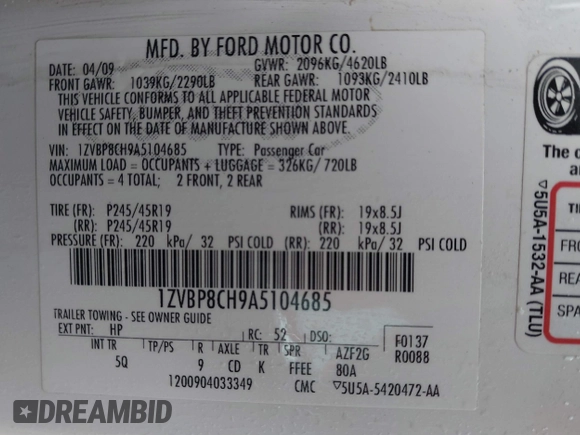 MFD. BY FORD MOTOR CO.
DATE: 04/09 GVWR: 2096KG/4620LB
FRONT GAWR: 1039KG/2290LB REAR GAWR: 1093KG/2410LB
THIS VEHICLE CONFORMS TO ALL APPLICABLE FEDERAL MOTOR
VEHICLE SAFETY, BUMPER, AND THEFT PREVENTION STANDARDS
IN EFFECT ON THE DATE OF MANUFACTURE SHOWN ABOVE.
VIN: 1ZVBP8CH9A5104685 TYPE: Passenger Car
MAXIMUM LOAD = OCCUPANTS + LUGGAGE = 326KG/720LB
OCCUPANTS = 4 TOTAL; 2 FRONT, 2 REAR
TIRE (FR): P245/45R19 RIMS (FR): 19x8.5J
(RR): P245/45R19 (RR): 19x8.5J
PRESSURE (FR): 220 kPa/ 32 PSI COLD (RR): 220 kPa/ 32 PSI COLD
1ZVBP8CH9A5104685
TRAILER TOWING - SEE OWNER GUIDE
EXT PNT: HP RC: 52 DSO: F0137
INT TR TP/PS R AXLE TR SPR AZF2G R0088
5Q 9 CD K FFEE 80A
1200904033349 CMC ▽5U5A-5420472-AA
▽5U5A-1532-AA (TLU)
The c
a
TI
FRO
REA
SPA
DREAMBID